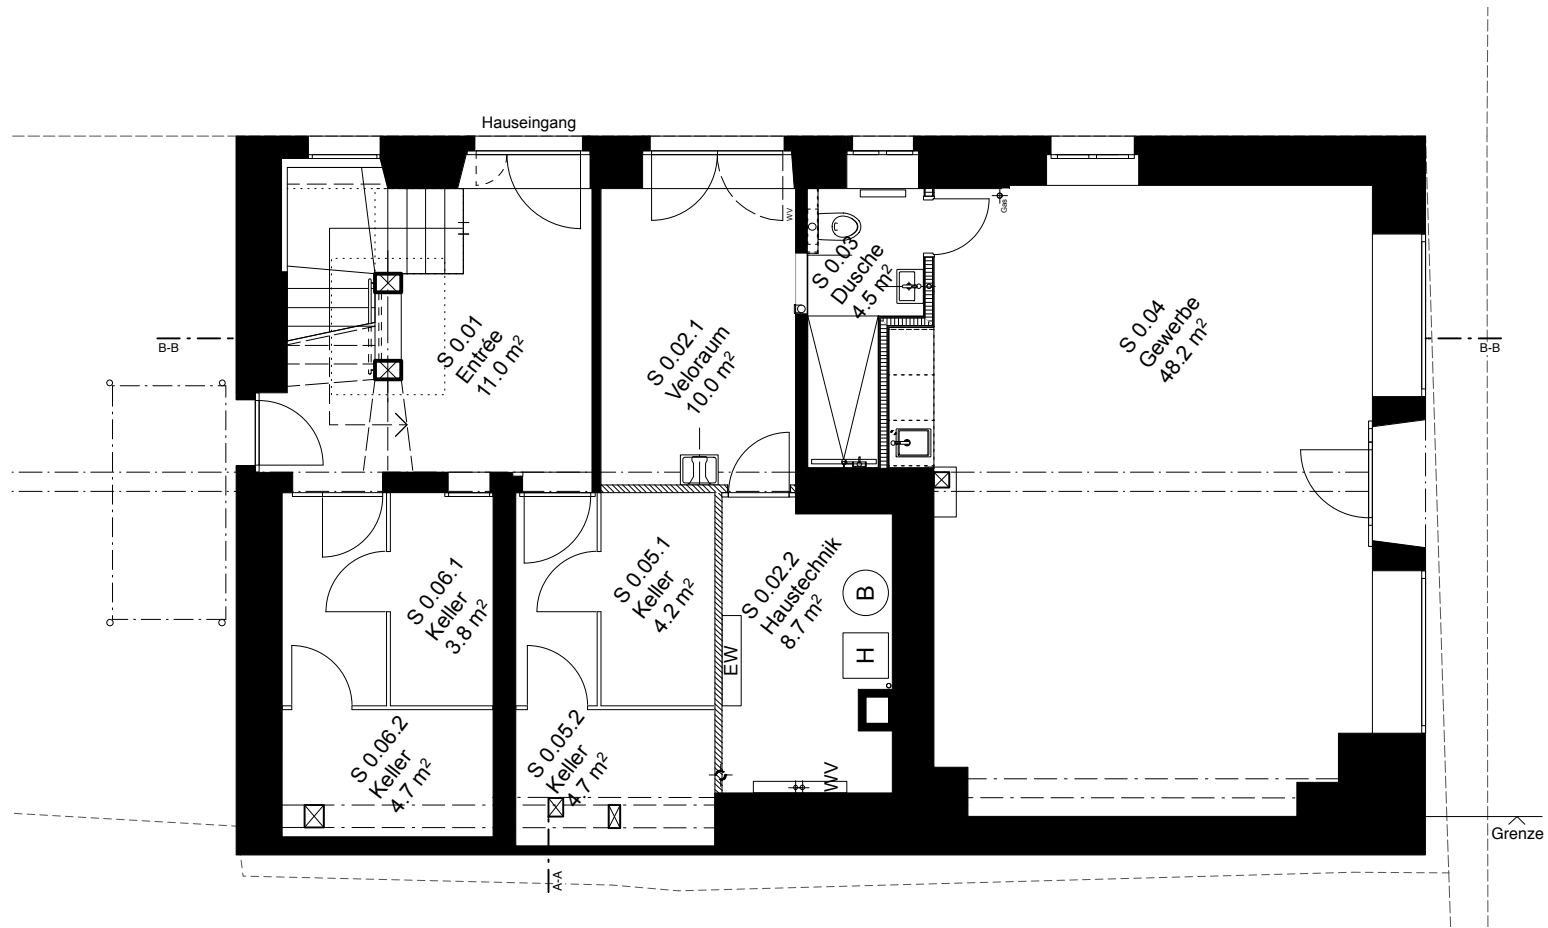 Hauseingang
WV
Gas
S 0.03
Dusche
4.5 m²
S 0.01
Entrée
11.0 m²
S 0.02.1
Veloraum
10.0 m²
S 0.04
Gewerbe
48.2 m²
B-B
B-B
S 0.06.1
Keller
3.8 m²
S 0.05.1
Keller
4.2 m²
S 0.02.2
Haustechnik
8.7 m²
B
H
EW
S 0.06.2
Keller
4.7 m²
S 0.05.2
Keller
4.7 m²
WV
Grenze
A-A